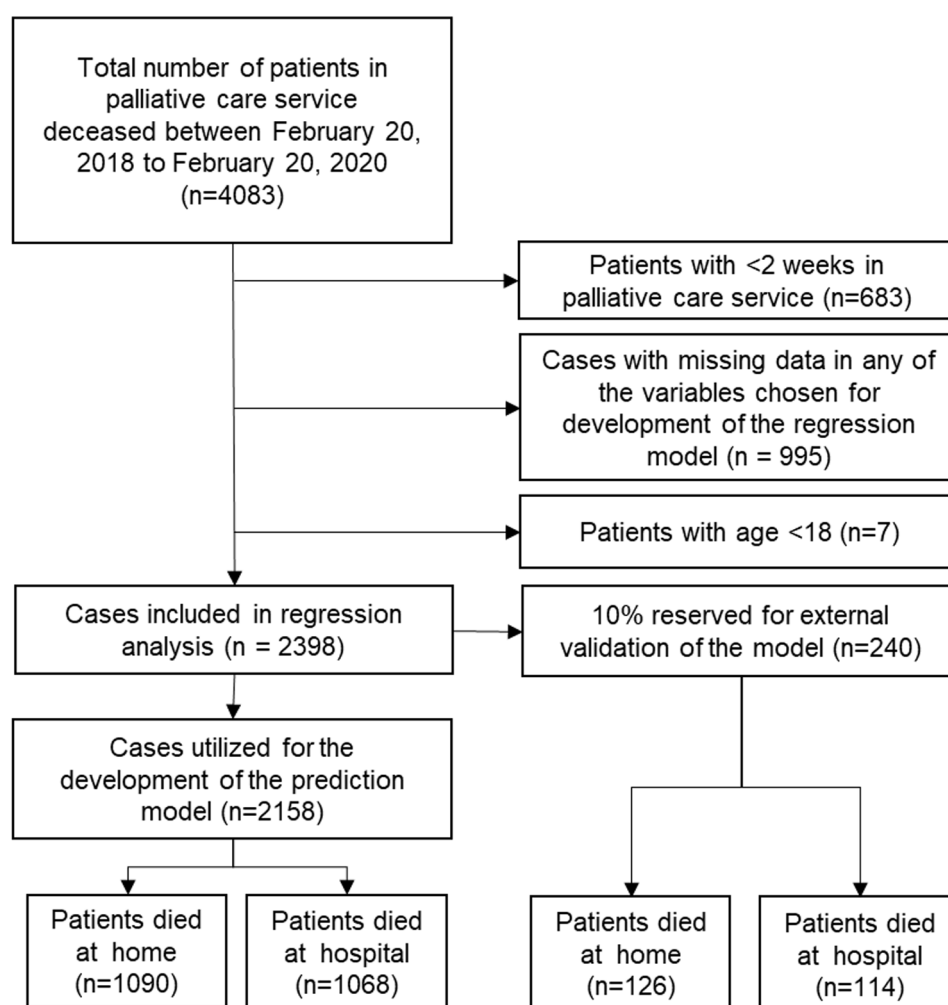 Total number of patients in
palliative care service
deceased between February 20,
2018 to February 20, 2020
(n=4083)
Patients with <2 weeks in
palliative care service (n=683)
Cases with missing data in any of
the variables chosen for
development of the regression
model (n = 995)
Patients with age <18 (n=7)
Cases included in regression
analysis (n = 2398)
10% reserved for external
validation of the model (n=240)
Cases utilized for the
development of the prediction
model (n=2158)
Patients died
at home
(n=1090)
Patients died
at hospital
(n=1068)
Patients died
at home
(n=126)
Patients died
at hospital
(n=114)